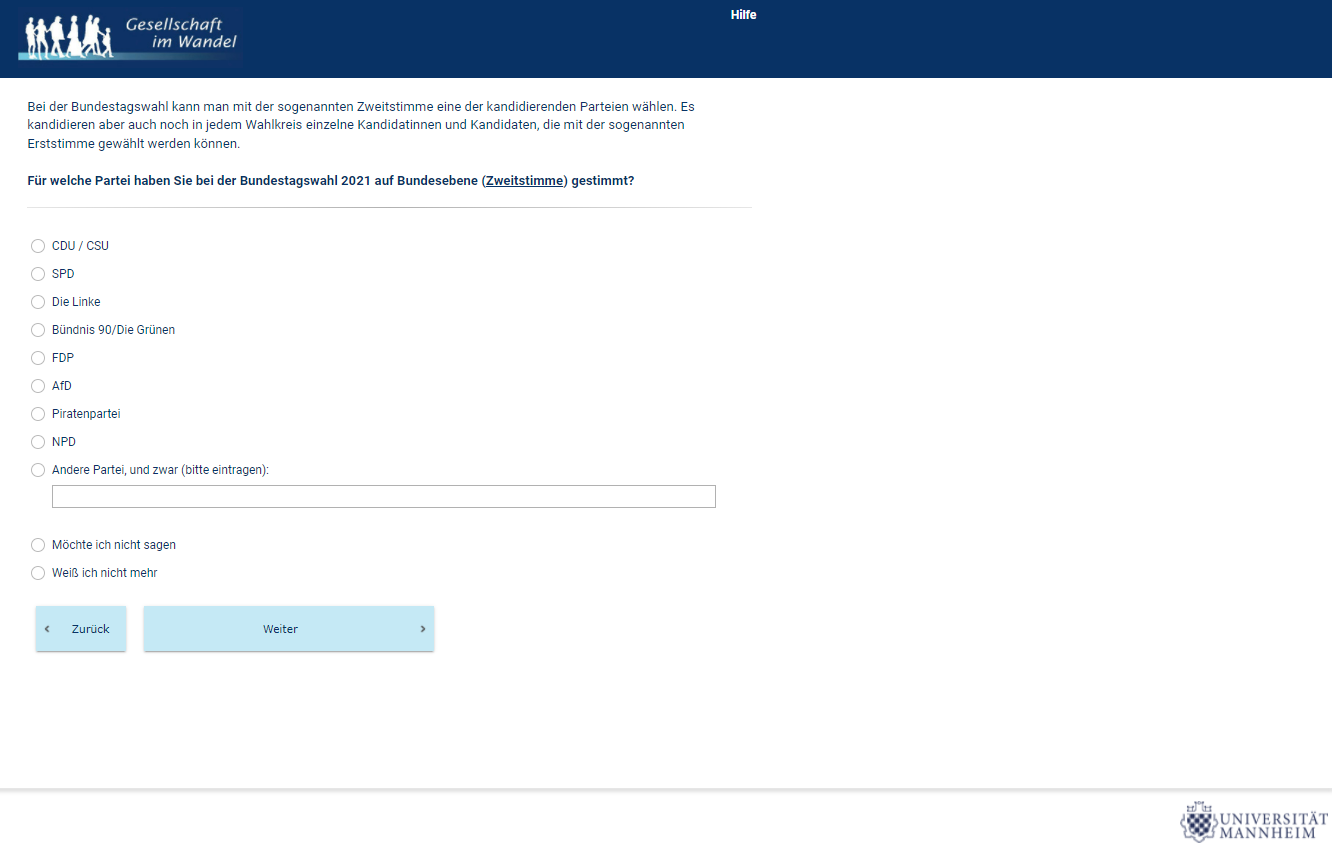 Gesellschaft
im Wandel
Hilfe
Bei der Bundestagswahl kann man mit der sogenannten Zweitstimme eine der kandidierenden Parteien wählen. Es
kandidieren aber auch noch in jedem Wahlkreis einzelne Kandidatinnen und Kandidaten, die mit der sogenannten
Erststimme gewählt werden können.
Für welche Partei haben Sie bei der Bundestagswahl 2021 auf Bundesebene (Zweitstimme) gestimmt?
CDU / CSU
SPD
Die Linke
Bündnis 90/Die Grünen
FDP
AfD
Piratenpartei
NPD
Andere Partei, und zwar (bitte eintragen):
Möchte ich nicht sagen
Weiß ich nicht mehr
Zurück
Weiter
UNIVERSITÄT
MANNHEIM